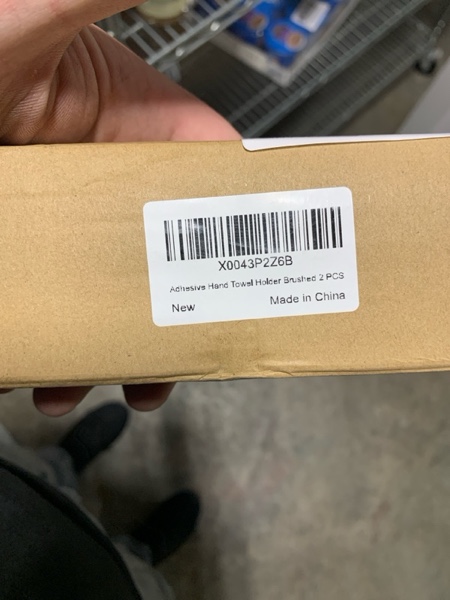 X0043P2Z6B
Adhesive Hand Towel Holder Brushed 2 PCS
New
Made in China